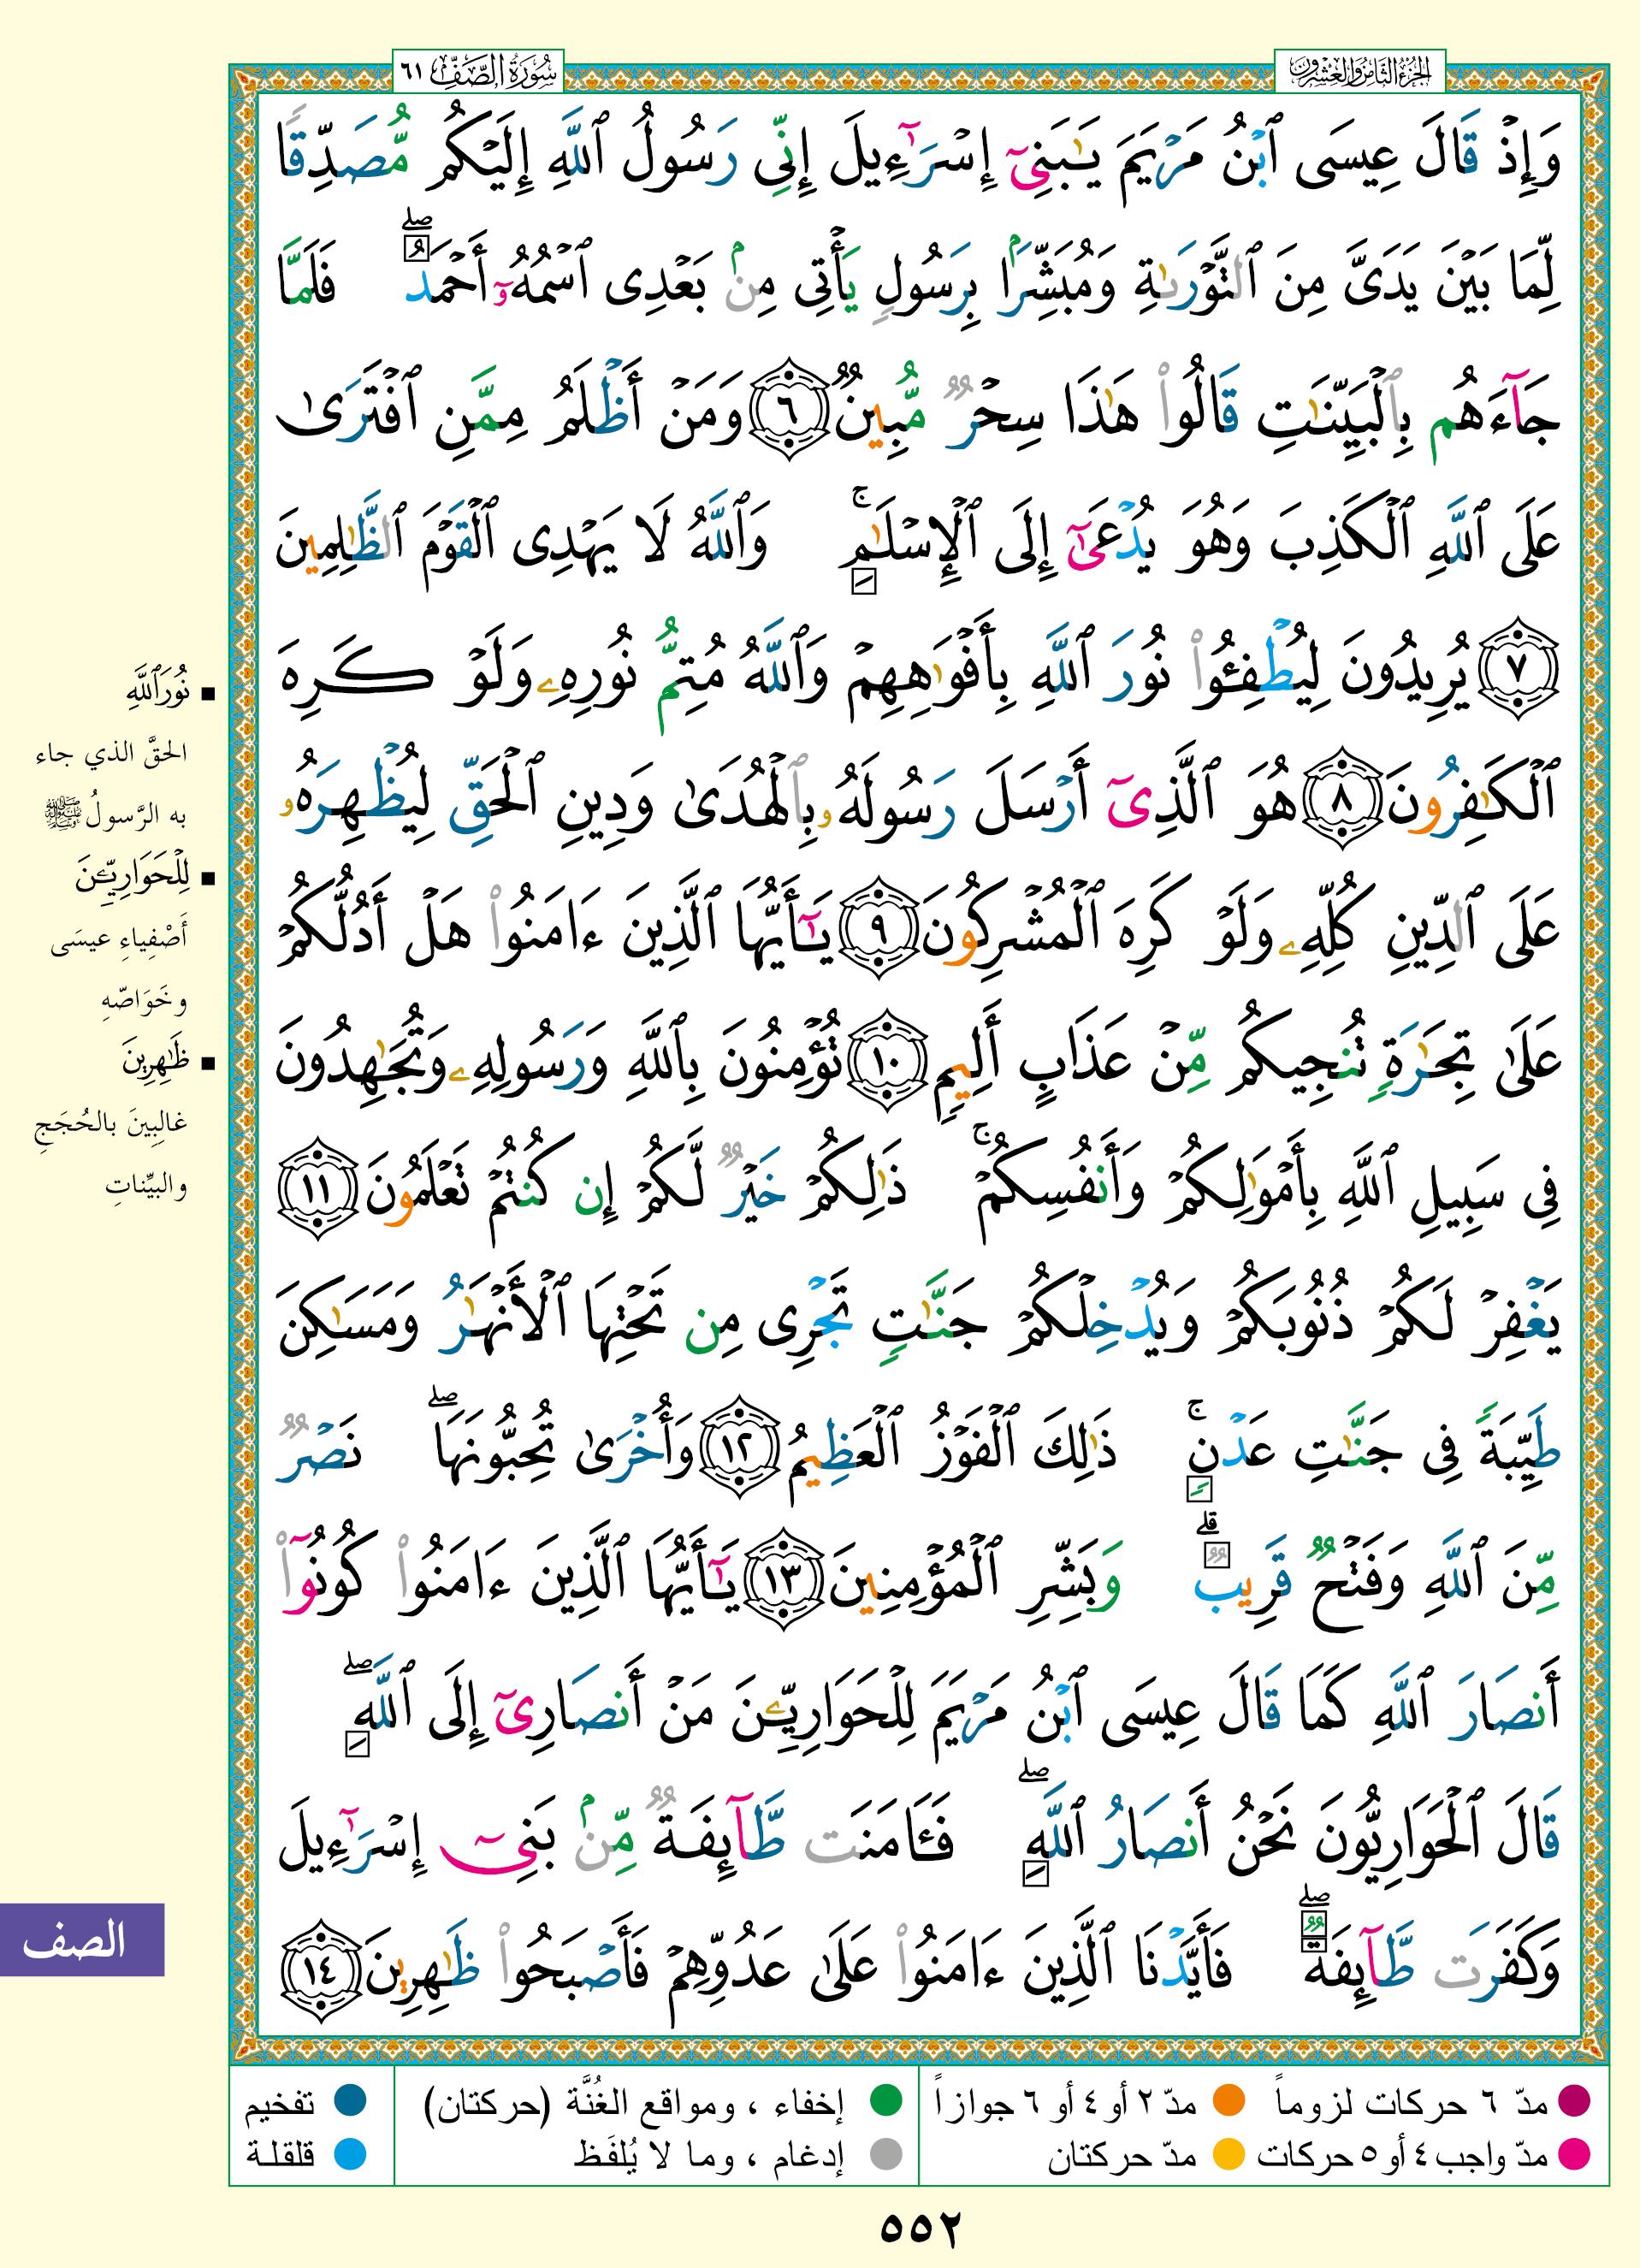 الجزء الثامن والعشرون
سورة الصف ٦١
وَإِذْ قَالَ عِيسَى ٱبْنُ مَرْيَمَ يَٰبَنِىٓ إِسْرَٰٓءِيلَ إِنِّى رَسُولُ ٱللَّهِ إِلَيْكُم مُّصَدِّقًا
لِّمَا بَيْنَ يَدَىَّ مِنَ ٱلتَّوْرَىٰةِ وَمُبَشِّرًۢا بِرَسُولٍ يَأْتِى مِنۢ بَعْدِى ٱسْمُهُۥٓ أَحْمَدُ ۖ فَلَمَّا
جَآءَهُم بِٱلْبَيِّنَٰتِ قَالُوا۟ هَٰذَا سِحْرٌ مُّبِينٌ ٦ وَمَنْ أَظْلَمُ مِمَّنِ ٱفْتَرَىٰ
عَلَى ٱللَّهِ ٱلْكَذِبَ وَهُوَ يُدْعَىٰٓ إِلَى ٱلْإِسْلَٰمِ ۚ وَٱللَّهُ لَا يَهْدِى ٱلْقَوْمَ ٱلظَّٰلِمِينَ
٧ يُرِيدُونَ لِيُطْفِـُٔوا۟ نُورَ ٱللَّهِ بِأَفْوَٰهِهِمْ وَٱللَّهُ مُتِمُّ نُورِهِۦ وَلَوْ كَرِهَ
ٱلْكَٰفِرُونَ ٨ هُوَ ٱلَّذِىٓ أَرْسَلَ رَسُولَهُۥ بِٱلْهُدَىٰ وَدِينِ ٱلْحَقِّ لِيُظْهِرَهُۥ
عَلَى ٱلدِّينِ كُلِّهِۦ وَلَوْ كَرِهَ ٱلْمُشْرِكُونَ ٩ يَٰٓأَيُّهَا ٱلَّذِينَ ءَامَنُوا۟ هَلْ أَدُلُّكُمْ
عَلَىٰ تِجَٰرَةٍ تُنجِيكُم مِّنْ عَذَابٍ أَلِيمٍ ١٠ تُؤْمِنُونَ بِٱللَّهِ وَرَسُولِهِۦ وَتُجَٰهِدُونَ
فِى سَبِيلِ ٱللَّهِ بِأَمْوَٰلِكُمْ وَأَنفُسِكُمْ ۚ ذَٰلِكُمْ خَيْرٌ لَّكُمْ إِن كُنتُمْ تَعْلَمُونَ ١١
يَغْفِرْ لَكُمْ ذُنُوبَكُمْ وَيُدْخِلْكُمْ جَنَّٰتٍ تَجْرِى مِن تَحْتِهَا ٱلْأَنْهَٰرُ وَمَسَٰكِنَ
طَيِّبَةً فِى جَنَّٰتِ عَدْنٍ ۚ ذَٰلِكَ ٱلْفَوْزُ ٱلْعَظِيمُ ١٢ وَأُخْرَىٰ تُحِبُّونَهَا ۖ نَصْرٌ
مِّنَ ٱللَّهِ وَفَتْحٌ قَرِيبٌ ۗ وَبَشِّرِ ٱلْمُؤْمِنِينَ ١٣ يَٰٓأَيُّهَا ٱلَّذِينَ ءَامَنُوا۟ كُونُوٓا۟
أَنصَارَ ٱللَّهِ كَمَا قَالَ عِيسَى ٱبْنُ مَرْيَمَ لِلْحَوَارِيِّۦنَ مَنْ أَنصَارِىٓ إِلَى ٱللَّهِ ۖ
قَالَ ٱلْحَوَارِيُّونَ نَحْنُ أَنصَارُ ٱللَّهِ ۖ فَـَٔامَنَت طَّآئِفَةٌ مِّنۢ بَنِىٓ إِسْرَٰٓءِيلَ
وَكَفَرَت طَّآئِفَةٌ ۖ فَأَيَّدْنَا ٱلَّذِينَ ءَامَنُوا۟ عَلَىٰ عَدُوِّهِمْ فَأَصْبَحُوا۟ ظَٰهِرِينَ ١٤
نُورَ ٱللَّهِ
الحقَّ الذي جاء
به الرَّسولُ ﷺ
لِلْحَوَارِيِّۦنَ
أَصْفِياءِ عيسَى
وخَوَاصّهِ
ظَٰهِرِينَ
غالِبِينَ بالحُجَجِ
والبيِّناتِ
الصف
مدّ ٦ حركات لزوماً مدّ ٢ أو ٤ أو ٦ جوازاً إخفاء ، ومواقع الغُنَّة (حركتان) تفخيم
مدّ واجب ٤ أو ٥ حركات مدّ حركتان إدغام ، وما لا يُلفَظ قلقلة
٥٥٢